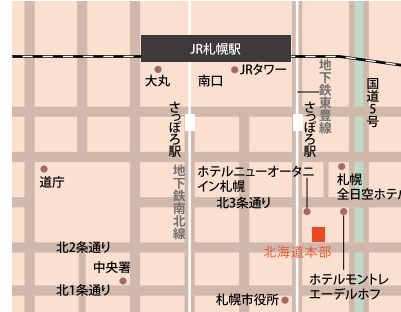 JR札幌駅
大丸
南口
JRタワー
地下鉄東豊線
国道5号
さっぽろ駅
さっぽろ駅
地下鉄南北線
道庁
ホテルニューオータニ
イン札幌
札幌
全日空ホテル
北3条通り
北2条通り
北海道本部
中央署
ホテルモントレ
エーデルホフ
北1条通り
札幌市役所